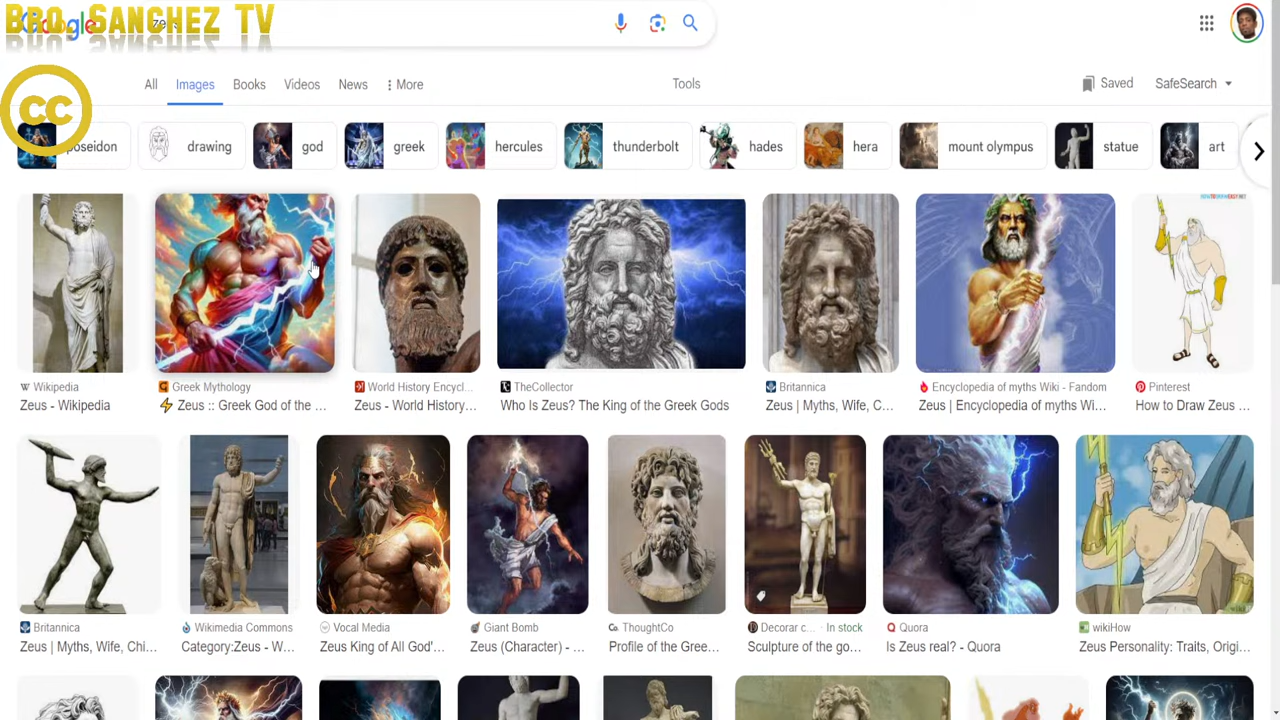 BRO. SANCHEZ TV
Google
cc
All
Images
Books
Videos
News
More
Tools
Saved
SafeSearch
poseidon
drawing
god
greek
hercules
thunderbolt
hades
hera
mount olympus
statue
art
HOWTODRAWEASY.NET
Wikipedia
Zeus - Wikipedia
Greek Mythology
Zeus :: Greek God of the ...
World History Encycl...
Zeus - World History...
TheCollector
Who Is Zeus? The King of the Greek Gods
Britannica
Zeus | Myths, Wife, C...
Encyclopedia of myths Wiki - Fandom
Zeus | Encyclopedia of myths Wi...
Pinterest
How to Draw Zeus ...
wiki
Britannica
Zeus | Myths, Wife, Chi...
Wikimedia Commons
Category:Zeus - W...
Vocal Media
Zeus King of All God'...
Giant Bomb
Zeus (Character) - ...
Co. ThoughtCo
Profile of the Gree...
Decorar c... · In stock
Sculpture of the go...
Quora
Is Zeus real? - Quora
wikiHow
Zeus Personality: Traits, Origi...